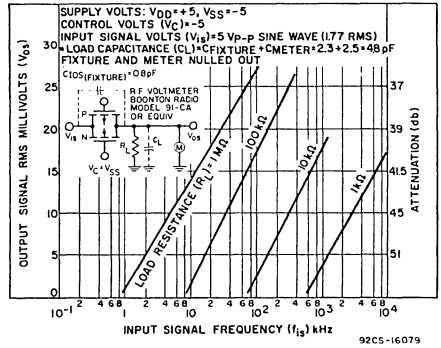 SUPPLY VOLTS: VDD=+5, VSS=-5
CONTROL VOLTS (VC)=-5
INPUT SIGNAL VOLTS (Vis)=5 Vp-p SINE WAVE (1.77 RMS)
LOAD CAPACITANCE (CL)=CFIXTURE+CMETER=2.3+2.5=4.8 pF
FIXTURE AND METER NULLED OUT
CIOS(FIXTURE)=0.8pF
RF VOLTMETER
BOONTON RADIO
MODEL 91-CA
OR EQUIV
P
N
Vis
Vos
RL
CL
M
VC=VSS
LOAD RESISTANCE (RL)=1MΩ
100kΩ
10kΩ
1kΩ
OUTPUT SIGNAL RMS MILLIVOLTS (Vos)
30
25
20
15
10
5
0
ATTENUATION (db)
37
39
41.5
45
51
10-1 2 4 6 8 1 2 4 6 8 10 2 4 6 8 102 2 4 6 8 103 2 4 6 8 104
INPUT SIGNAL FREQUENCY (fis) kHz
92CS-16079